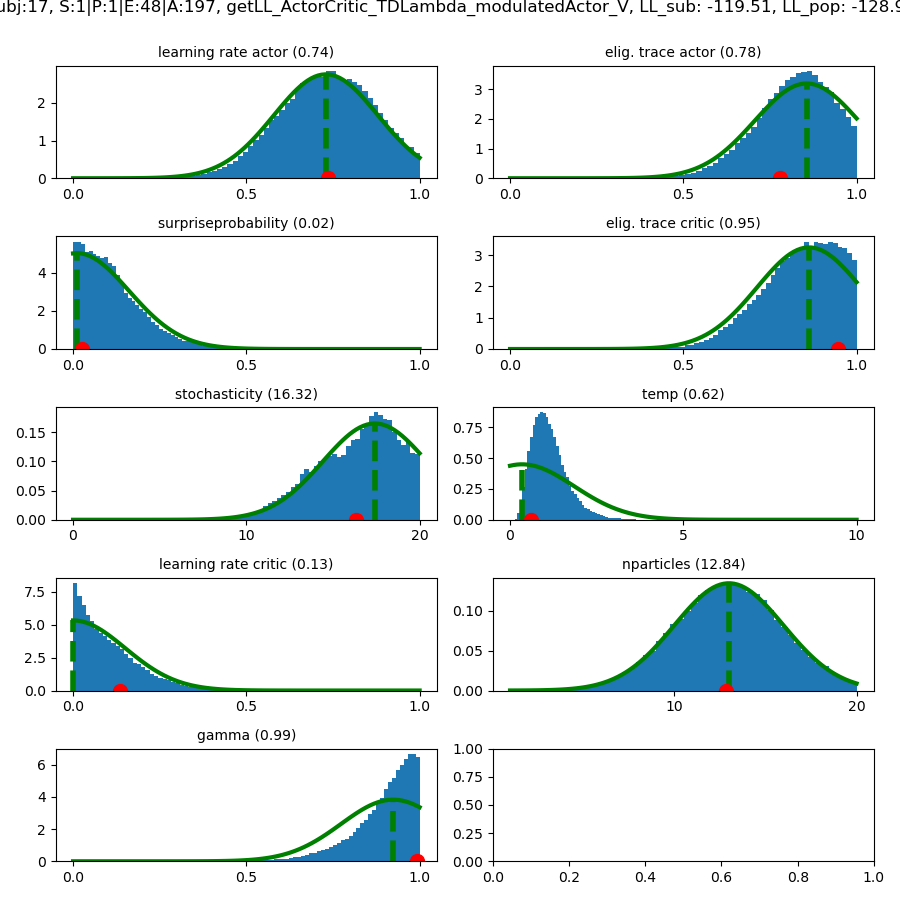 ubj:17, S:1|P:1|E:48|A:197, getLL_ActorCritic_TDLambda_modulatedActor_V, LL_sub: -119.51, LL_pop: -128.9
learning rate actor (0.74)
0 1 2
0.0 0.5 1.0
elig. trace actor (0.78)
0 1 2 3
0.0 0.5 1.0
surpriseprobability (0.02)
0 2 4
0.0 0.5 1.0
elig. trace critic (0.95)
0 1 2 3
0.0 0.5 1.0
stochasticity (16.32)
0.00 0.05 0.10 0.15
0 10 20
temp (0.62)
0.00 0.25 0.50 0.75
0 5 10
learning rate critic (0.13)
0.0 2.5 5.0 7.5
0.0 0.5 1.0
nparticles (12.84)
0.00 0.05 0.10
10 20
gamma (0.99)
0 2 4 6
0.0 0.5 1.0
0.00 0.25 0.50 0.75 1.00
0.0 0.2 0.4 0.6 0.8 1.0